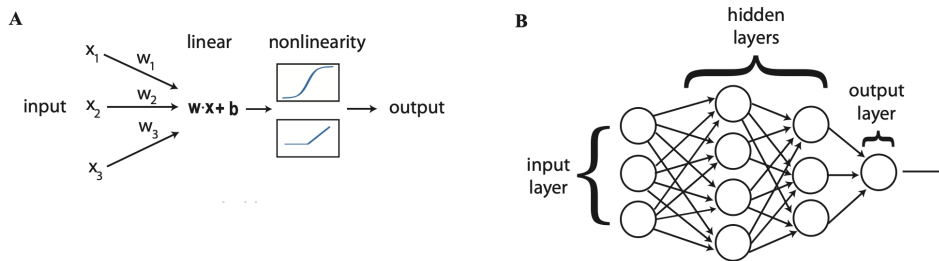 A
linear
nonlinearity
x1
w1
input
x2
w2
w·x+ b
output
w3
x3
B
hidden
layers
input
layer
output
layer